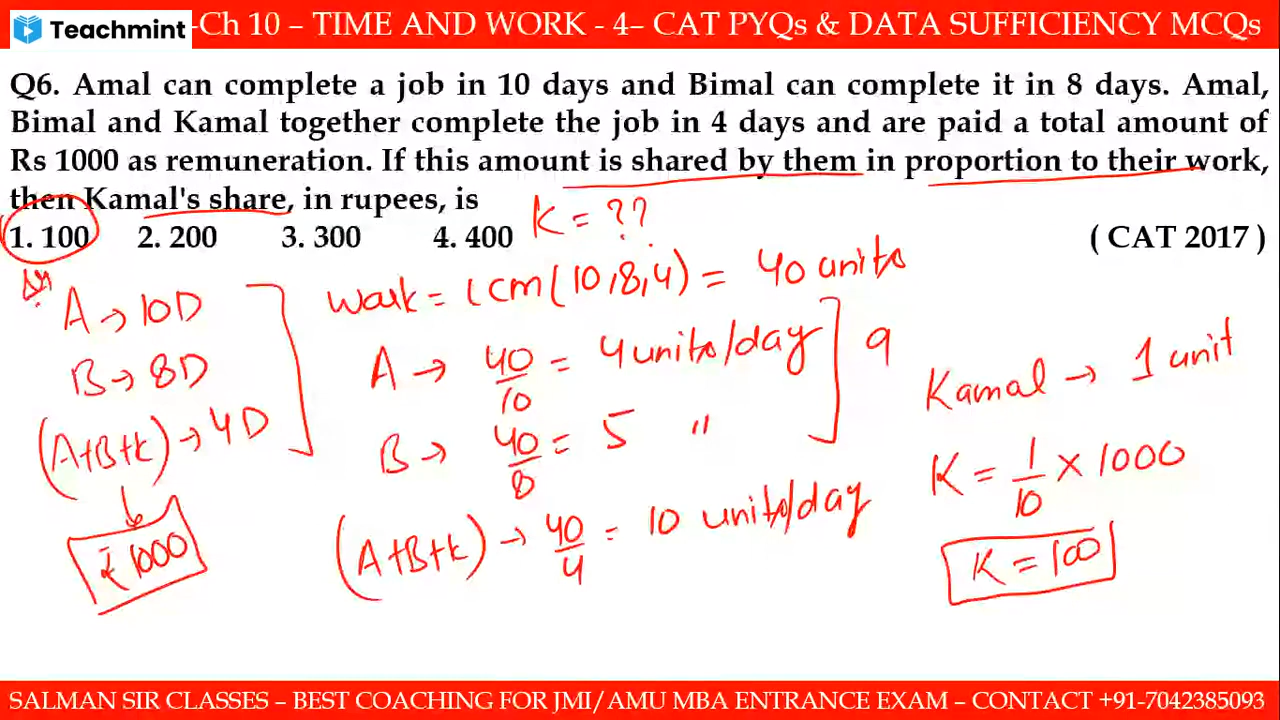 Teachmint -Ch 10 – TIME AND WORK - 4– CAT PYQs & DATA SUFFICIENCY MCQs
Q6. Amal can complete a job in 10 days and Bimal can complete it in 8 days. Amal,
Bimal and Kamal together complete the job in 4 days and are paid a total amount of
Rs 1000 as remuneration. If this amount is shared by them in proportion to their work,
then Kamal's share, in rupees, is
K = ??
1. 100 2. 200 3. 300 4. 400 ( CAT 2017 )
Work = lcm(10,8,4) = 40 units
A → 10D
B → 8D
(A+B+K) → 4D
₹1000
A → 40/10 = 4 units/day
B → 40/8 = 5 "
9
(A+B+K) → 40/4 = 10 units/day
Kamal → 1 unit
K = 1/10 × 1000
K = 100
SALMAN SIR CLASSES – BEST COACHING FOR JMI/AMU MBA ENTRANCE EXAM – CONTACT +91-7042385093